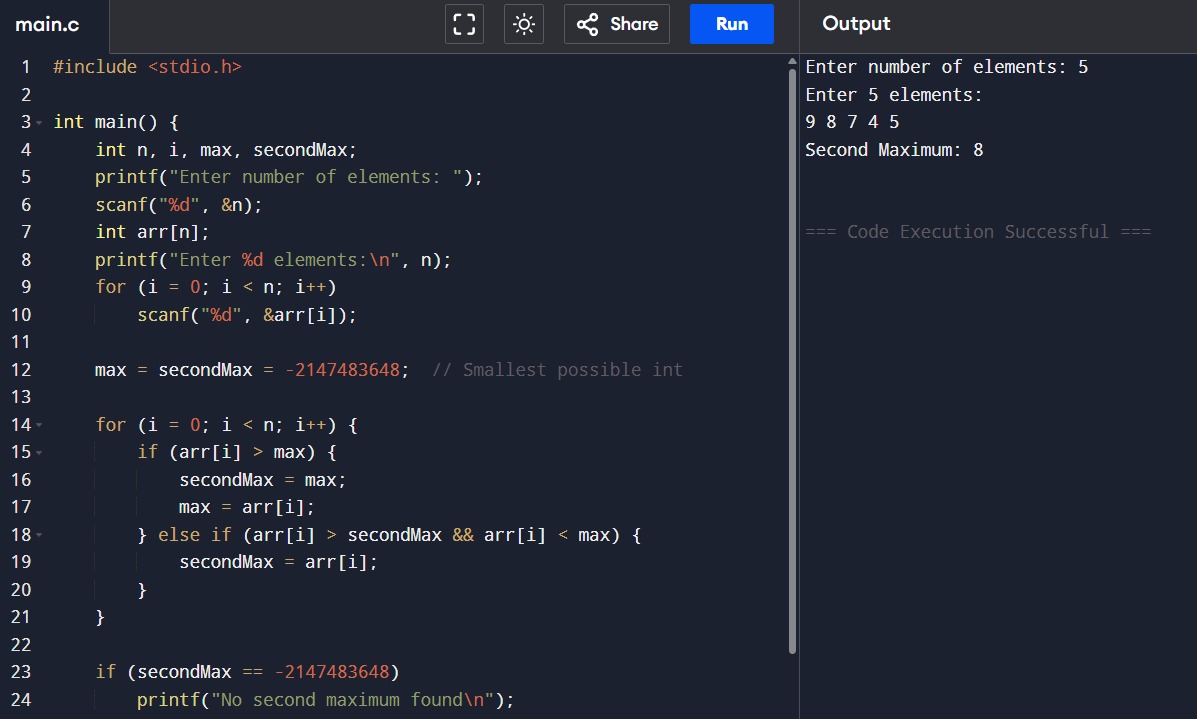 main.c
Share
Run
Output
1 #include <stdio.h>
2
3 int main() {
4     int n, i, max, secondMax;
5     printf("Enter number of elements: ");
6     scanf("%d", &n);
7     int arr[n];
8     printf("Enter %d elements:\n", n);
9     for (i = 0; i < n; i++)
10         scanf("%d", &arr[i]);
11
12     max = secondMax = -2147483648;  // Smallest possible int
13
14     for (i = 0; i < n; i++) {
15         if (arr[i] > max) {
16             secondMax = max;
17             max = arr[i];
18         } else if (arr[i] > secondMax && arr[i] < max) {
19             secondMax = arr[i];
20         }
21     }
22
23     if (secondMax == -2147483648)
24         printf("No second maximum found\n");
Enter number of elements: 5
Enter 5 elements:
9 8 7 4 5
Second Maximum: 8
=== Code Execution Successful ===